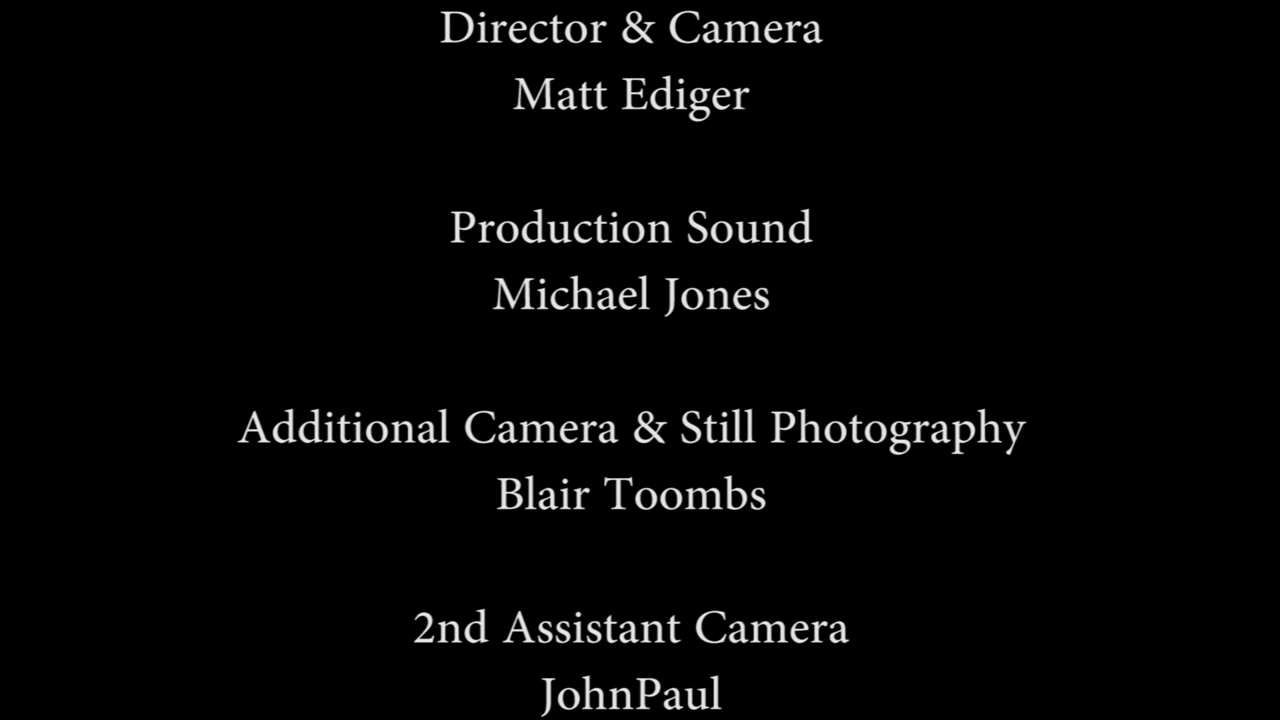 Director & Camera
Matt Ediger
Production Sound
Michael Jones
Additional Camera & Still Photography
Blair Toombs
2nd Assistant Camera
JohnPaul